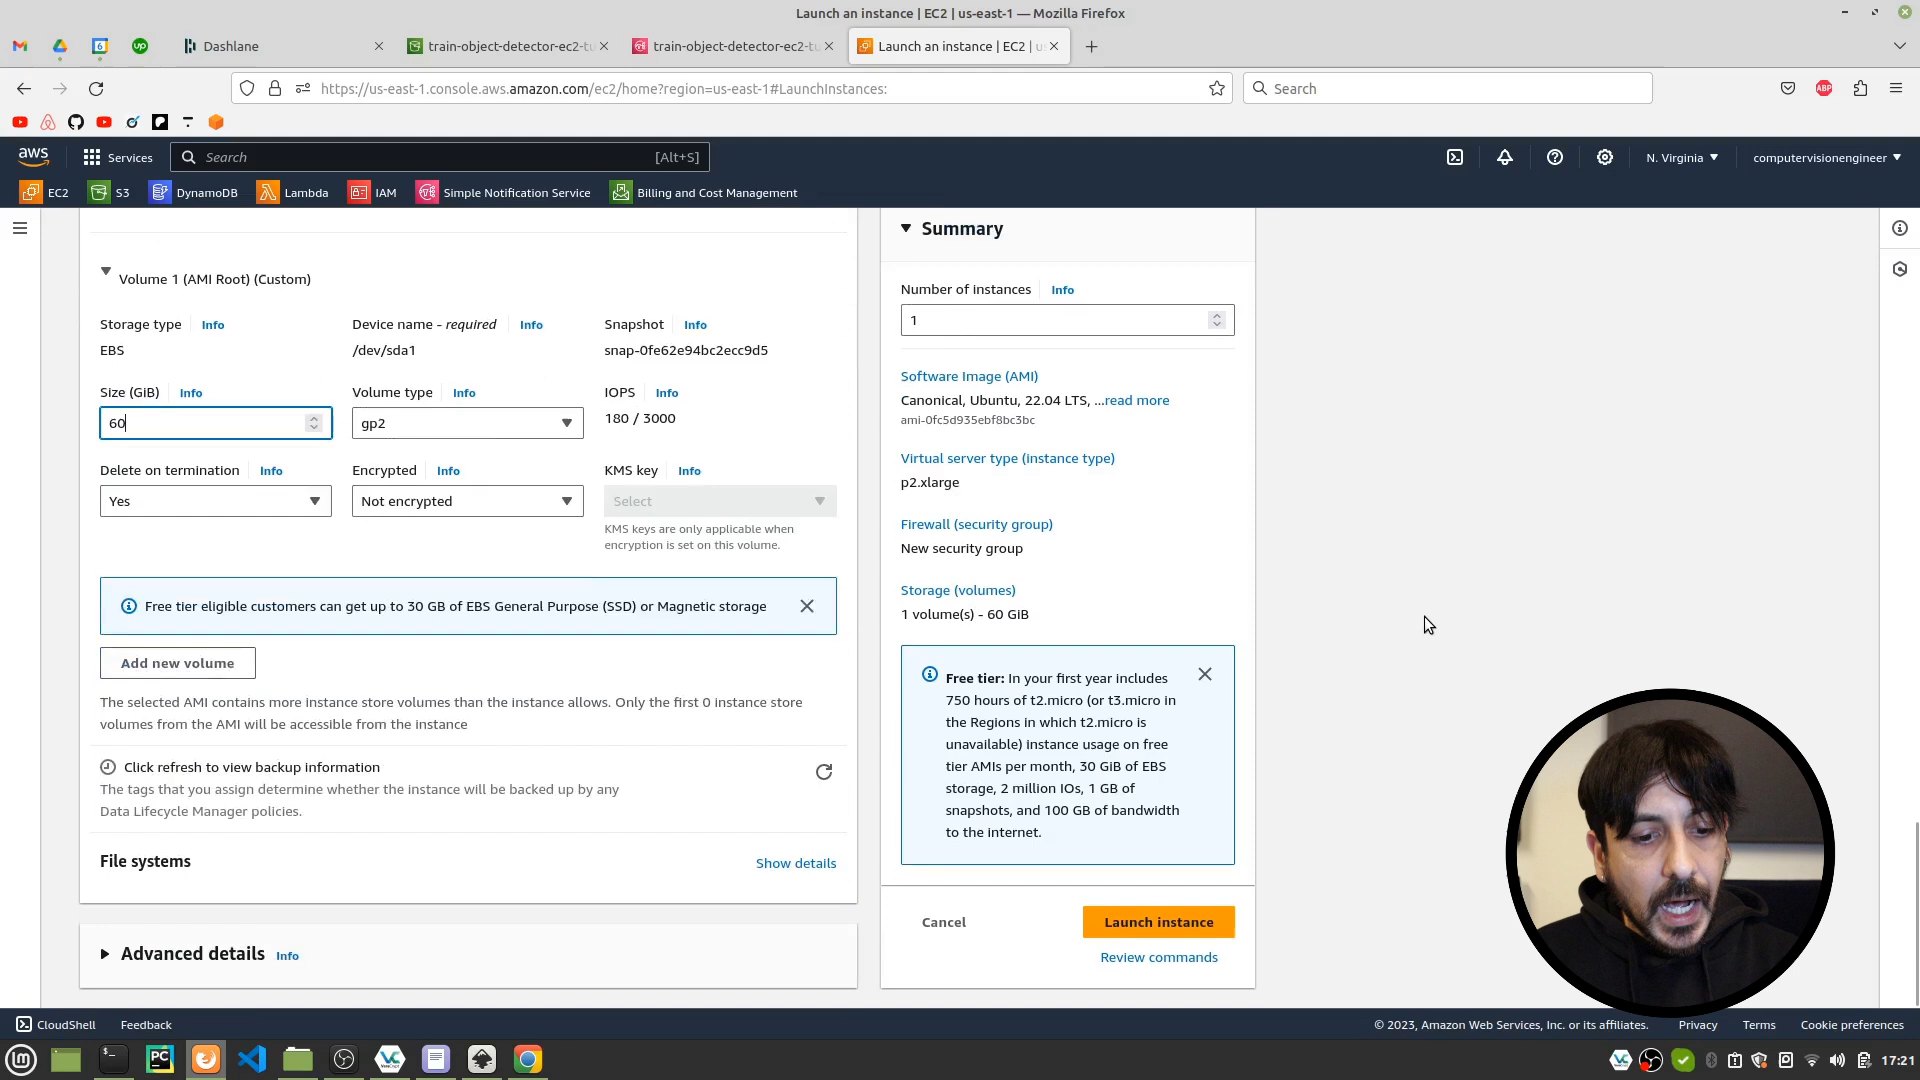 Launch an instance | EC2 | us-east-1 — Mozilla Firefox
Dashlane
train-object-detector-ec2-tu
train-object-detector-ec2-tu
Launch an instance | EC2 | us
https://us-east-1.console.aws.amazon.com/ec2/home?region=us-east-1#LaunchInstances:
Search
ABP
aws
Services
Search
[Alt+S]
N. Virginia
computervisionengineer
EC2
S3
DynamoDB
Lambda
IAM
Simple Notification Service
Billing and Cost Management
Volume 1 (AMI Root) (Custom)
Storage type Info
EBS
Device name - required Info
/dev/sda1
Snapshot Info
snap-0fe62e94bc2ecc9d5
Size (GiB) Info
60
Volume type Info
gp2
IOPS Info
180 / 3000
Delete on termination Info
Yes
Encrypted Info
Not encrypted
KMS key Info
Select
KMS keys are only applicable when
encryption is set on this volume.
Free tier eligible customers can get up to 30 GB of EBS General Purpose (SSD) or Magnetic storage
Add new volume
The selected AMI contains more instance store volumes than the instance allows. Only the first 0 instance store
volumes from the AMI will be accessible from the instance
Click refresh to view backup information
The tags that you assign determine whether the instance will be backed up by any
Data Lifecycle Manager policies.
File systems
Show details
Advanced details Info
Summary
Number of instances Info
1
Software Image (AMI)
Canonical, Ubuntu, 22.04 LTS, ...read more
ami-0fc5d935ebf8bc3bc
Virtual server type (instance type)
p2.xlarge
Firewall (security group)
New security group
Storage (volumes)
1 volume(s) - 60 GiB
Free tier: In your first year includes
750 hours of t2.micro (or t3.micro in
the Regions in which t2.micro is
unavailable) instance usage on free
tier AMIs per month, 30 GiB of EBS
storage, 2 million IOs, 1 GB of
snapshots, and 100 GB of bandwidth
to the internet.
Cancel
Launch instance
Review commands
CloudShell
Feedback
© 2023, Amazon Web Services, Inc. or its affiliates.
Privacy
Terms
Cookie preferences
PC
17:21